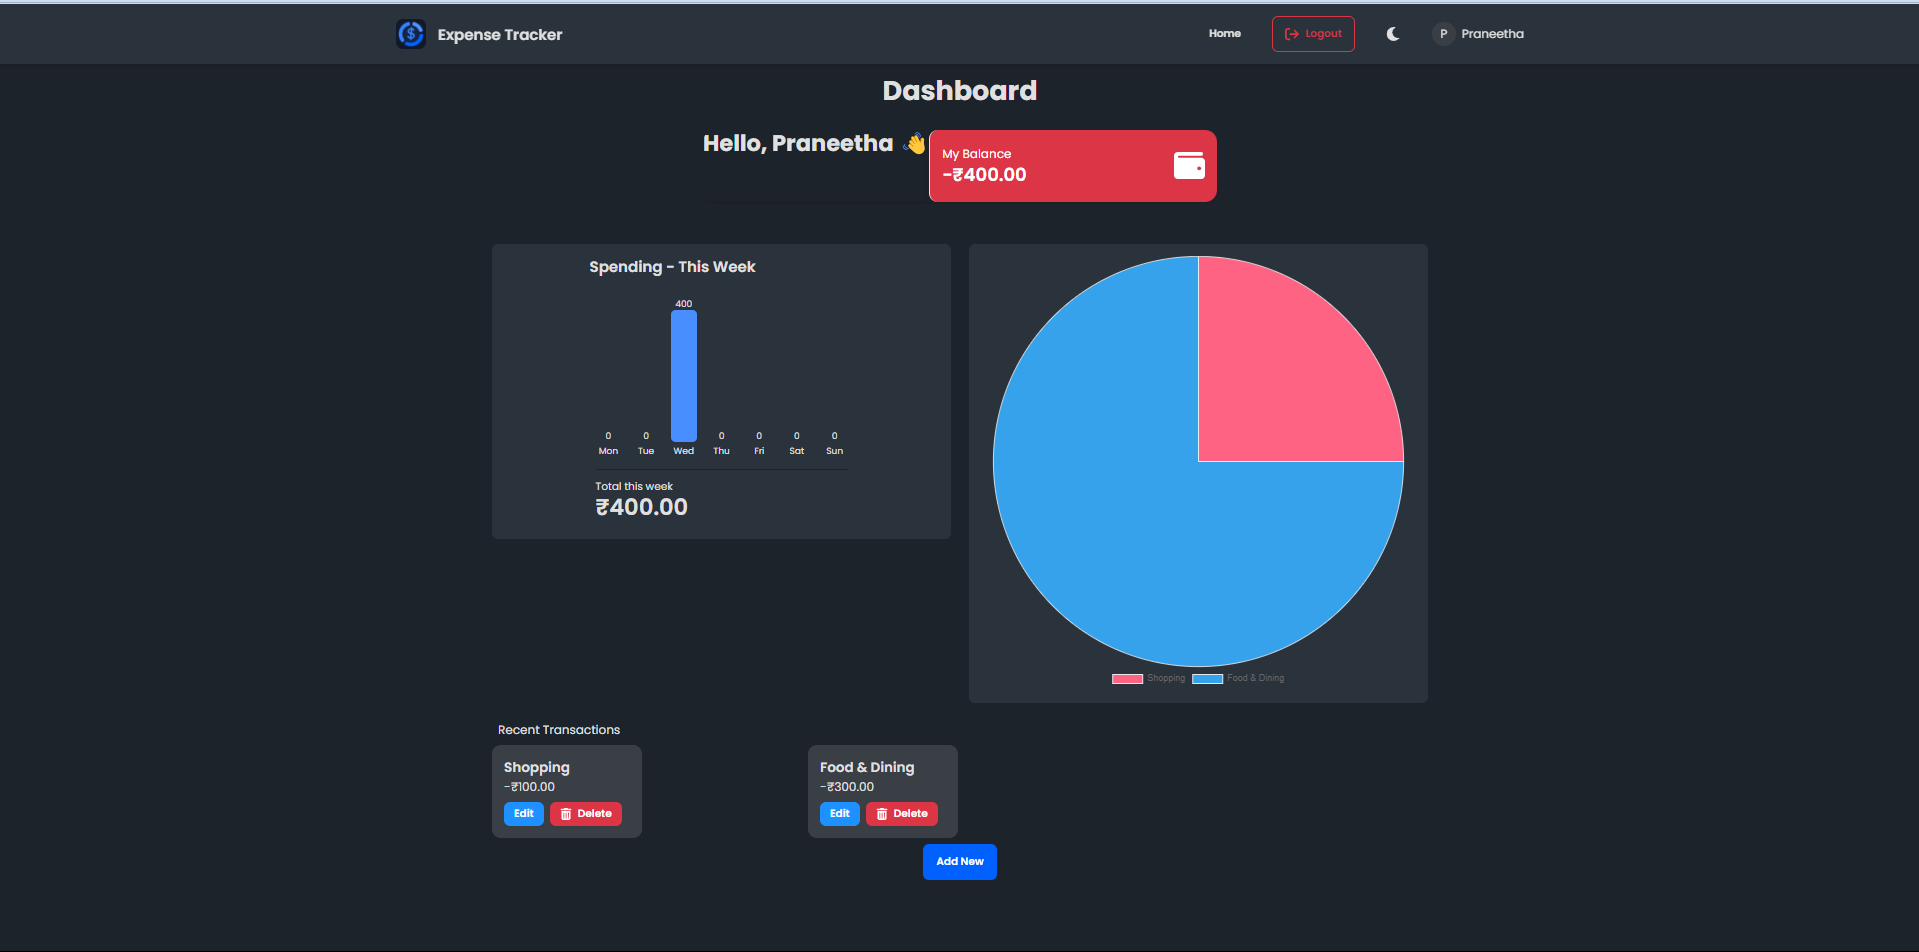 Expense Tracker
Home
Logout
P Praneetha
Dashboard
Hello, Praneetha 👋
My Balance
-₹400.00
Spending - This Week
400
0 0 0 0 0 0
Mon Tue Wed Thu Fri Sat Sun
Total this week
₹400.00
Shopping Food & Dining
Recent Transactions
Shopping
-₹100.00
Edit Delete
Food & Dining
-₹300.00
Edit Delete
Add New